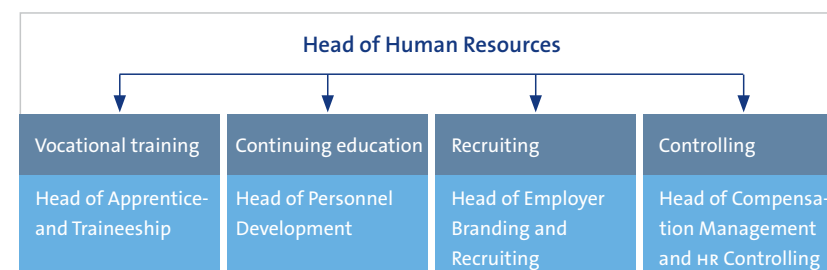 Head of Human Resources
Vocational training
Continuing education
Recruiting
Controlling
Head of Apprentice-
and Traineeship
Head of Personnel
Development
Head of Employer
Branding and
Recruiting
Head of Compensa-
tion Management
and HR Controlling